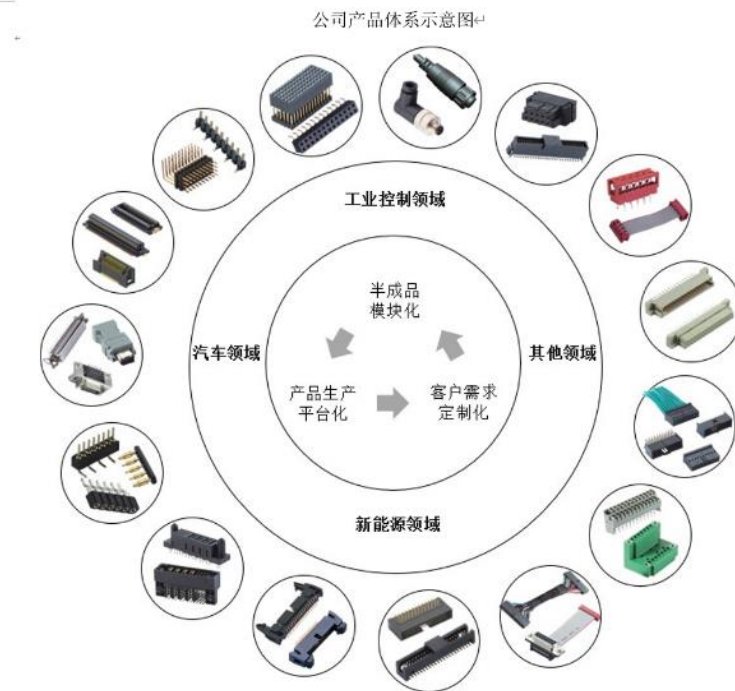 公司产品体系示意图↵
工业控制领域
半成品
模块化
汽车领域
其他领域
产品生产
平台化
客户需求
定制化
新能源领域